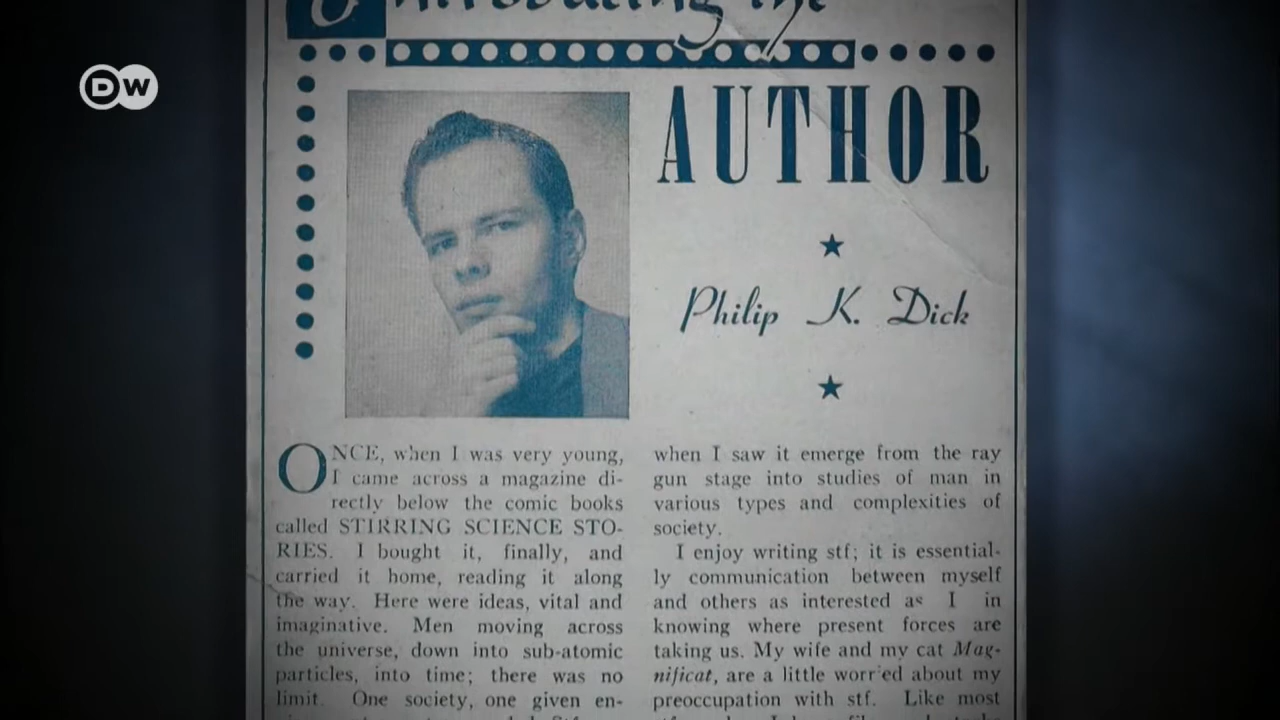 DW
Introducing the
AUTHOR
Philip K. Dick
ONCE, when I was very young,
I came across a magazine di-
rectly below the comic books
called STIRRING SCIENCE STO-
RIES. I bought it, finally, and
carried it home, reading it along
the way. Here were ideas, vital and
imaginative. Men moving across
the universe, down into sub-atomic
particles, into time; there was no
limit. One society, one given en-
when I saw it emerge from the ray
gun stage into studies of man in
various types and complexities of
society.
I enjoy writing stf; it is essential-
ly communication between myself
and others as interested as I in
knowing where present forces are
taking us. My wife and my cat Mag-
nificat, are a little worried about my
preoccupation with stf. Like most